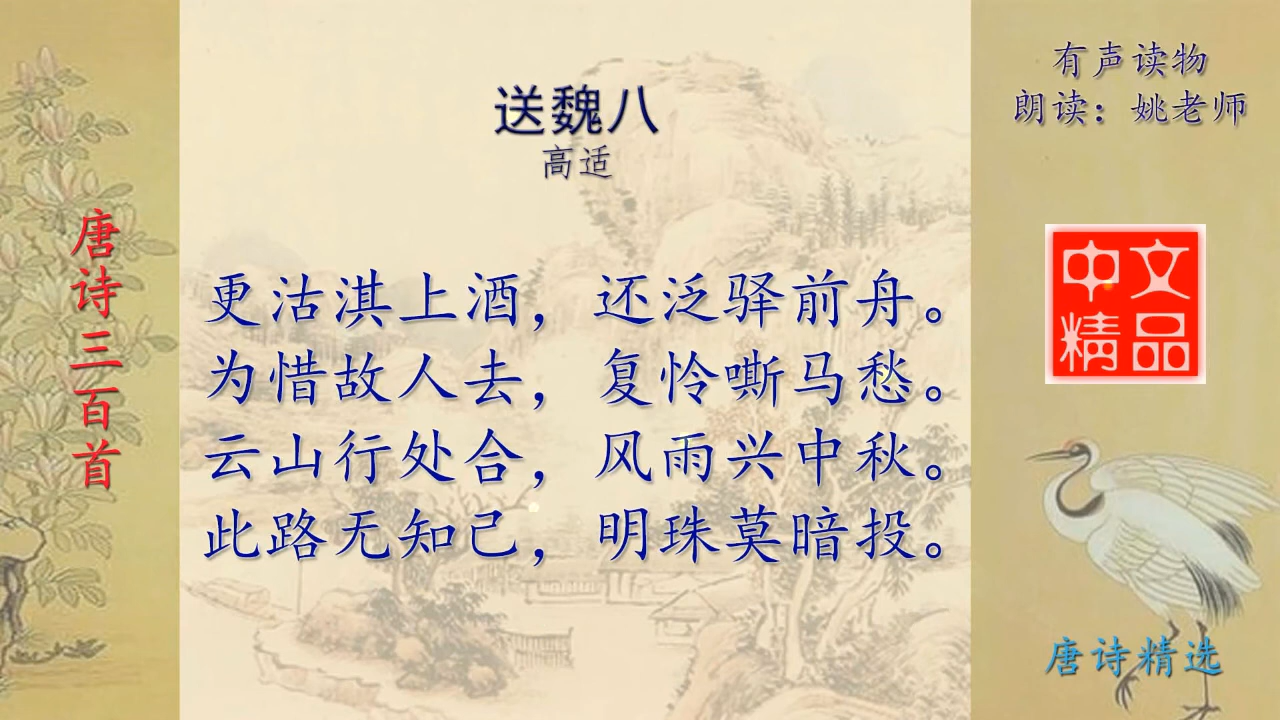 送魏八
高适
更沽淇上酒，还泛驿前舟。
为惜故人去，复怜嘶马愁。
云山行处合，风雨兴中秋。
此路无知己，明珠莫暗投。
唐诗三百首
有声读物
朗读：姚老师
中文
精品
唐诗精选